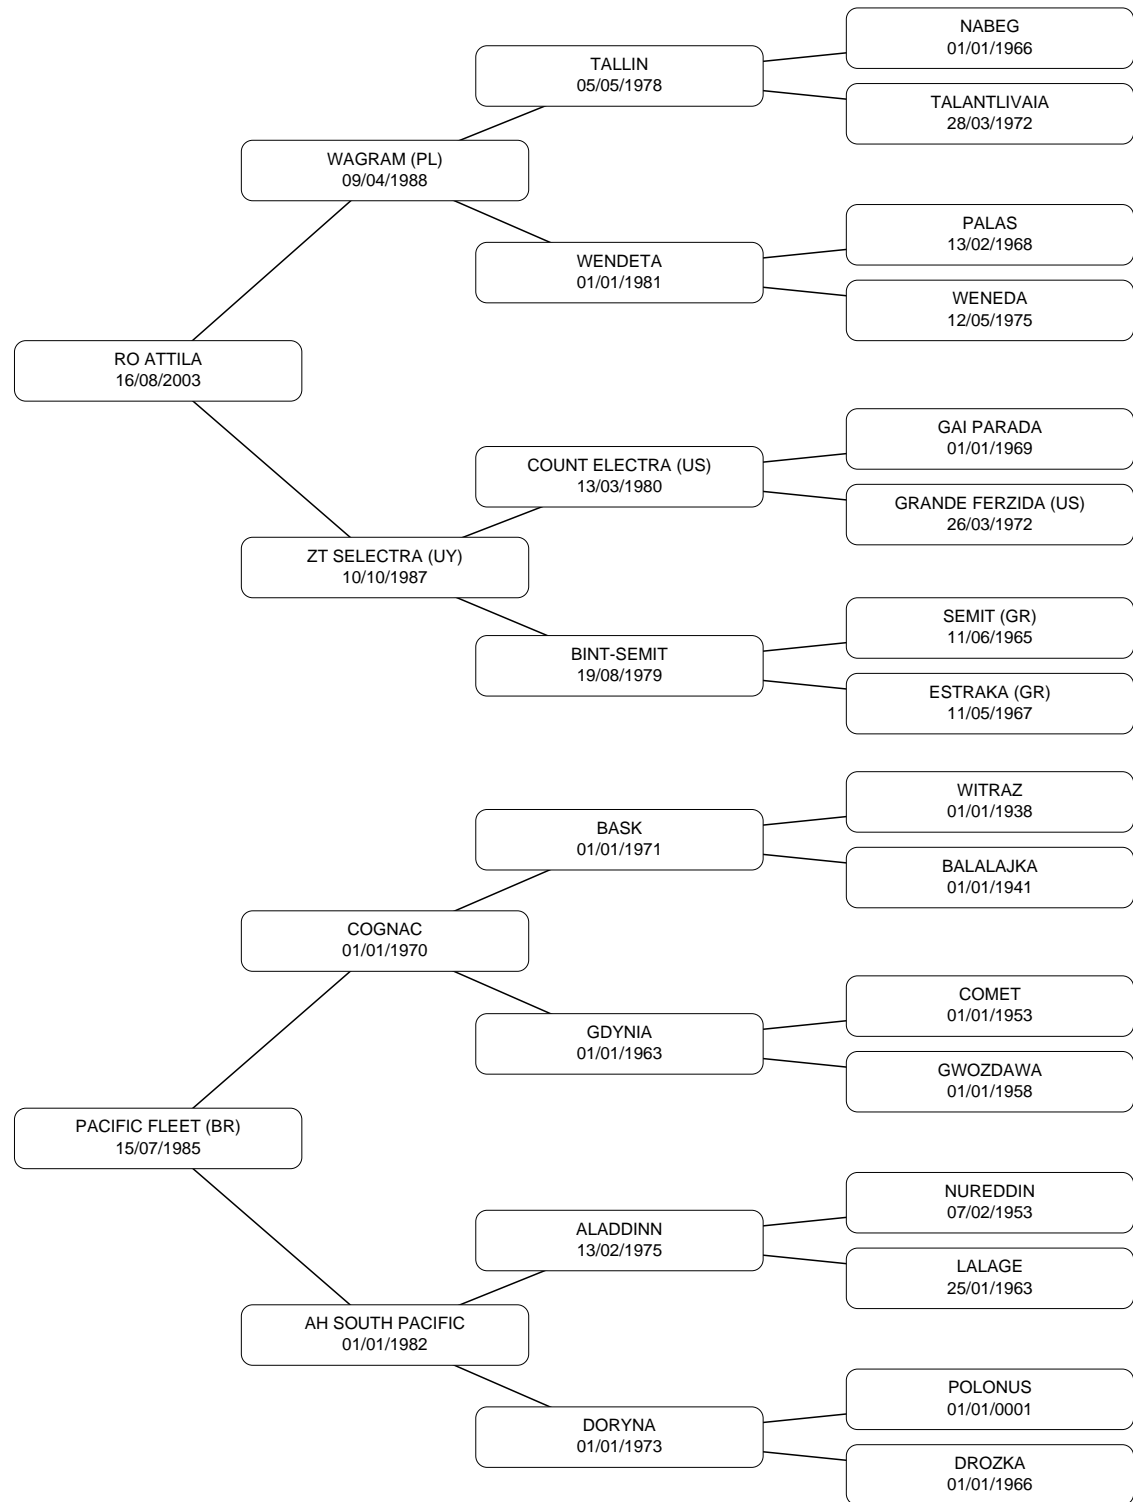 NABEG
01/01/1966
TALLIN
05/05/1978
TALANTLIVAIA
28/03/1972
WAGRAM (PL)
09/04/1988
PALAS
13/02/1968
WENDETA
01/01/1981
WENEDA
12/05/1975
RO ATTILA
16/08/2003
GAI PARADA
01/01/1969
COUNT ELECTRA (US)
13/03/1980
GRANDE FERZIDA (US)
26/03/1972
ZT SELECTRA (UY)
10/10/1987
SEMIT (GR)
11/06/1965
BINT-SEMIT
19/08/1979
ESTRAKA (GR)
11/05/1967
WITRAZ
01/01/1938
BASK
01/01/1971
BALALAJKA
01/01/1941
COGNAC
01/01/1970
COMET
01/01/1953
GDYNIA
01/01/1963
GWOZDAWA
01/01/1958
PACIFIC FLEET (BR)
15/07/1985
NUREDDIN
07/02/1953
ALADDINN
13/02/1975
LALAGE
25/01/1963
AH SOUTH PACIFIC
01/01/1982
POLONUS
01/01/0001
DORYNA
01/01/1973
DROZKA
01/01/1966